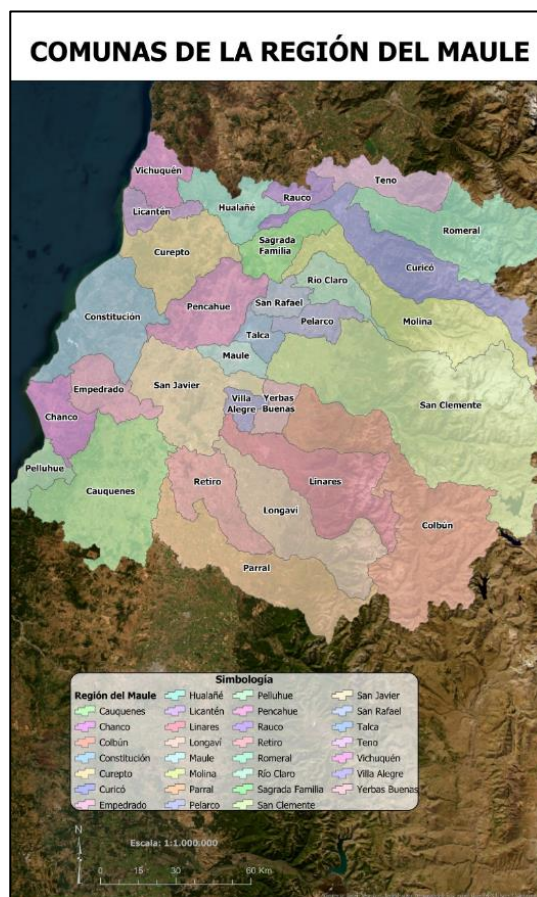 COMUNAS DE LA REGIÓN DEL MAULE
Vichuquén
Teno
Rauco
Hualañé
Licantén
Romeral
Sagrada
Familia
Curepto
Curicó
Río Claro
San Rafael
Pencahue
Constitución
Pelarco
Molina
Talca
Maule
San Javier
Empedrado
Villa
Alegre
Yerbas
Buenas
San Clemente
Chanco
Pelluhue
Cauquenes
Retiro
Linares
Longaví
Colbún
Parral
Simbología
Región del Maule
Cauquenes
Chanco
Colbún
Constitución
Curepto
Curicó
Empedrado
Hualañé
Licantén
Linares
Longaví
Maule
Molina
Parral
Pelarco
Pelluhue
Pencahue
Rauco
Retiro
Romeral
Río Claro
Sagrada Familia
San Clemente
San Javier
San Rafael
Talca
Teno
Vichuquén
Villa Alegre
Yerbas Buenas
N
Escala: 1:1.000.000
0 15 30 60 Km